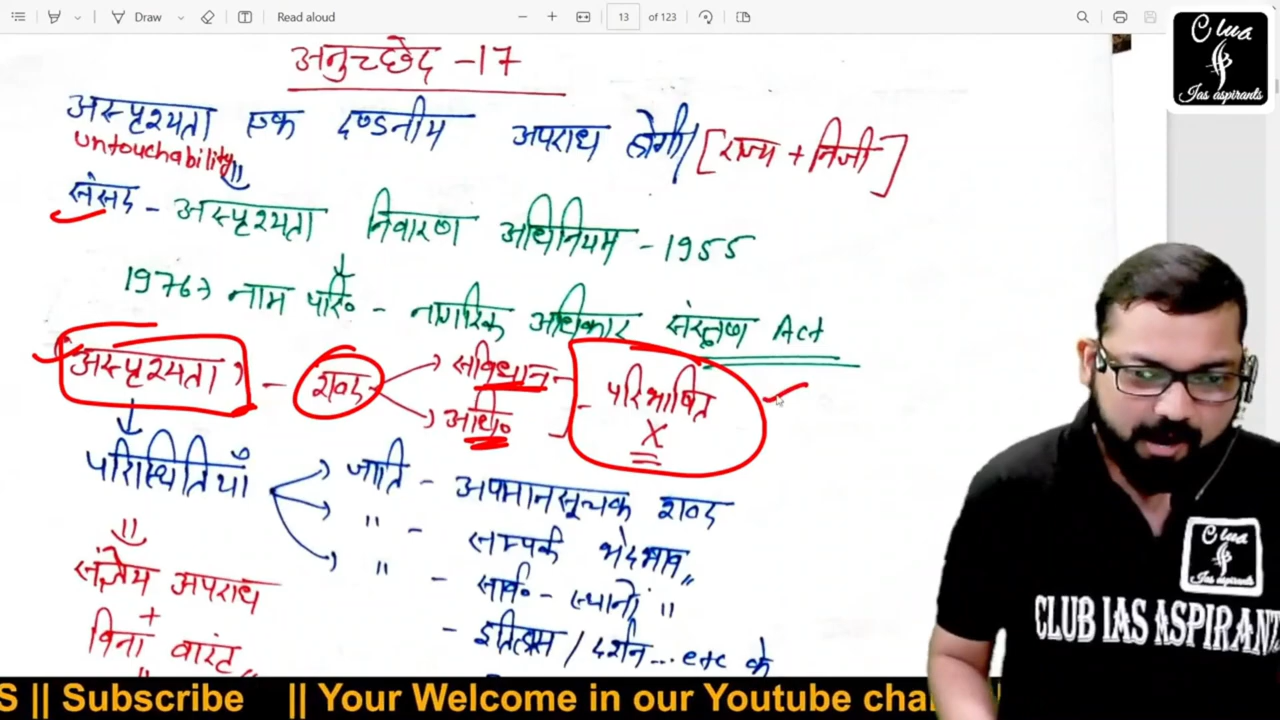 Draw
Read aloud
13 of 123
Club
Ias aspirants
अनुच्छेद -17
अस्पृश्यता एक दण्डनीय अपराध होगी/ [राज्य + निजी]
untouchability
संसद - अस्पृश्यता निवारण अधिनियम - 1955
1976 → नाम परि० - नागरिक अधिकार संरक्षण Act
अस्पृश्यता - शब्द → संविधान
→ अधि०
परिभाषित
X
परिस्थितियाँ → जाति - अपमानसूचक शब्द
→ " - सम्पर्क भेदभाव "
→ " - सार्व० - स्थानों "
- इतिहास / दर्शन... etc के
संज्ञेय अपराध
+
बिना वारंट "
Club
Ias aspirants
CLUB IAS ASPIRANT
S || Subscribe || Your Welcome in our Youtube cha